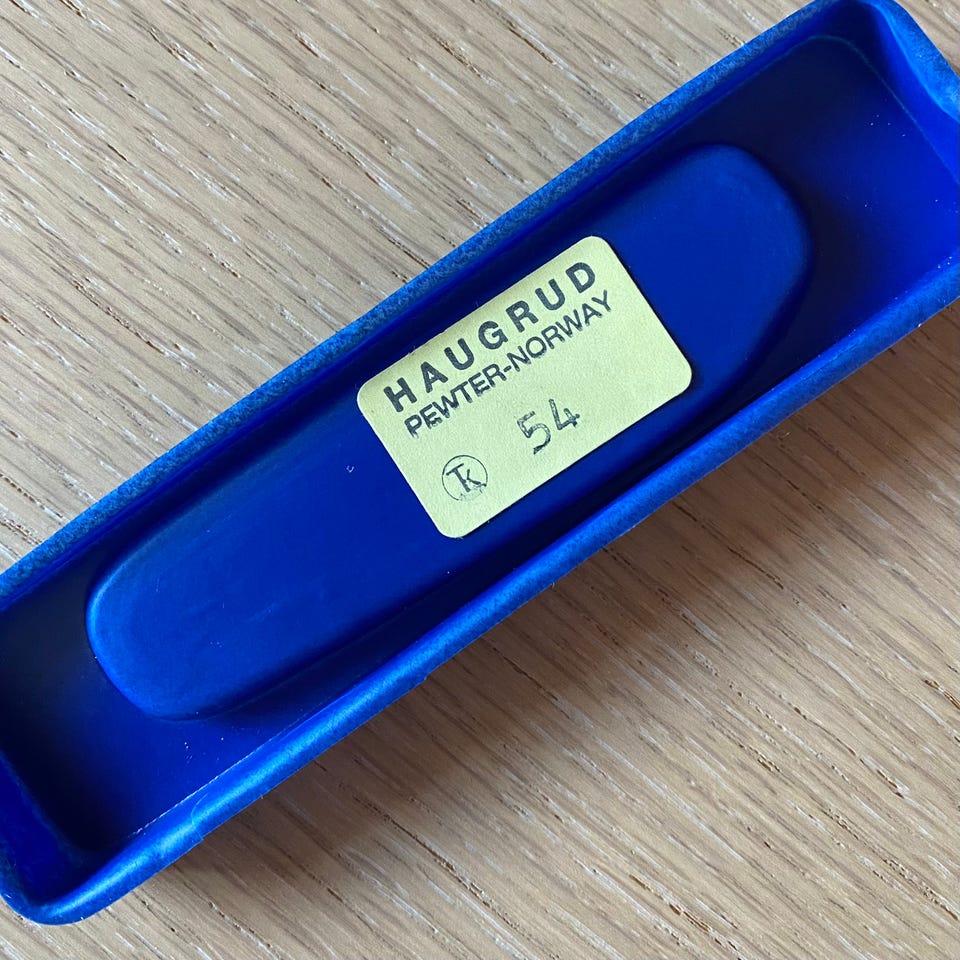 HAUGRUD
PEWTER-NORWAY
54
TK